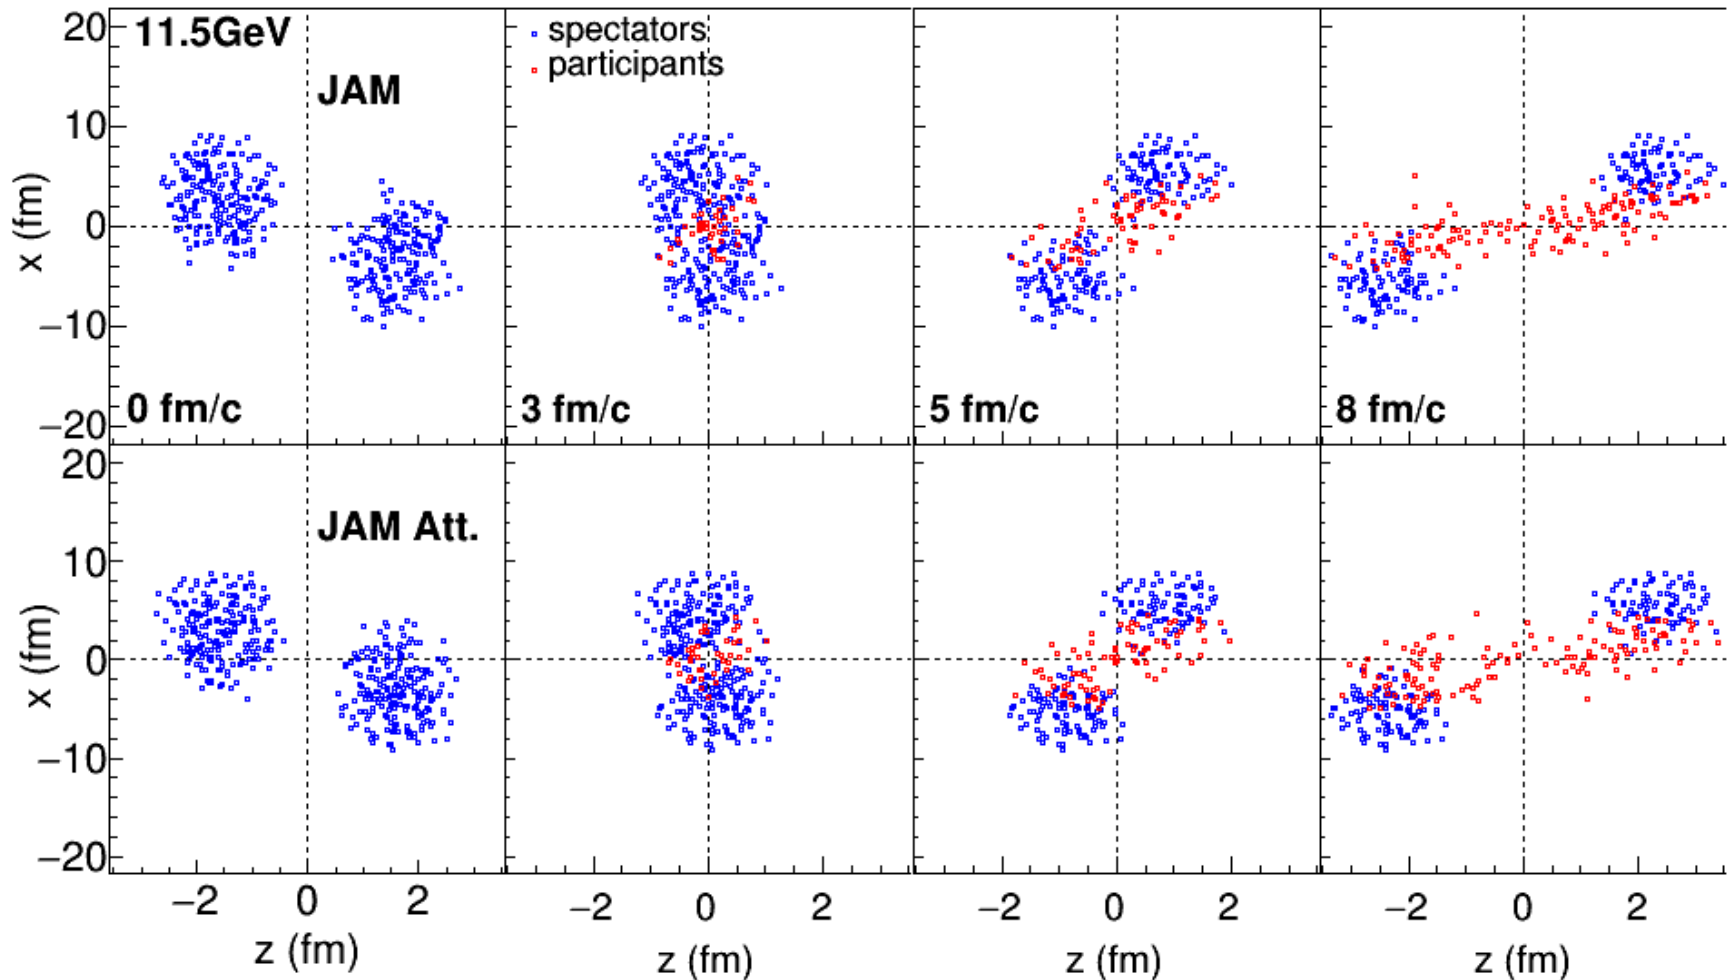 20
10
0
−10
−20
x (fm)
11.5GeV
JAM
0 fm/c
spectators
participants
3 fm/c
5 fm/c
8 fm/c
20
10
0
−10
−20
x (fm)
JAM Att.
−2 0 2
z (fm)
−2 0 2
z (fm)
−2 0 2
z (fm)
−2 0 2
z (fm)